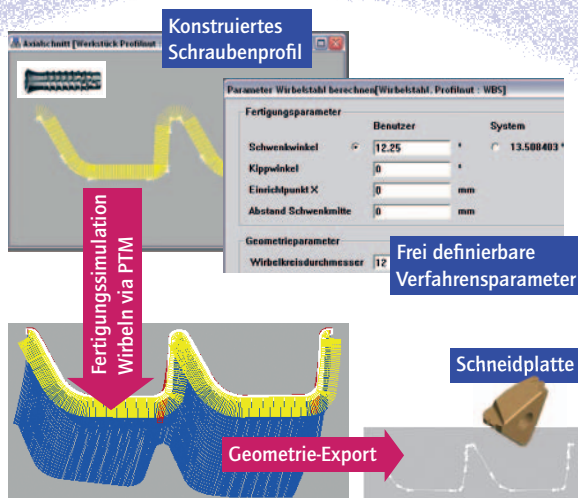 Konstruiertes
Schraubenprofil
Axialschnitt [Werkstück Profilnut :
Parameter Wirbelstahl berechnen[Wirbelstahl. Profilnut : WBS]
Fertigungsparameter
Benutzer System
Schwenkwinkel 12.25 ° 13.508403 °
Kippwinkel 0 °
Einrichtpunkt X 0 mm
Abstand Schwenkmitte 0 mm
Geometrieparameter
Wirbelkreisdurchmesser 12
Frei definierbare
Verfahrensparameter
Fertigungssimulation
Wirbeln via PTM
Schneidplatte
Geometrie-Export